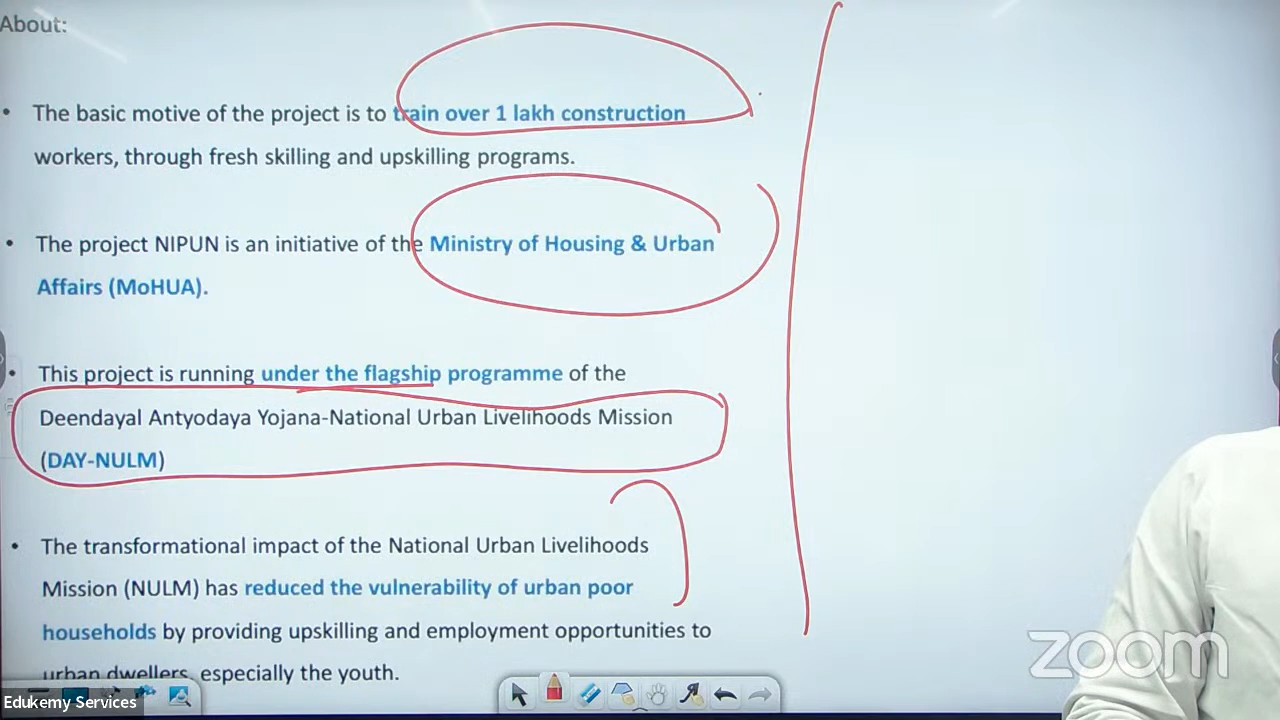 About:
• The basic motive of the project is to train over 1 lakh construction
workers, through fresh skilling and upskilling programs.
• The project NIPUN is an initiative of the Ministry of Housing & Urban
Affairs (MoHUA).
• This project is running under the flagship programme of the
Deendayal Antyodaya Yojana-National Urban Livelihoods Mission
(DAY-NULM)
• The transformational impact of the National Urban Livelihoods
Mission (NULM) has reduced the vulnerability of urban poor
households by providing upskilling and employment opportunities to
urban dwellers, especially the youth.
zoom
Edukemy Services